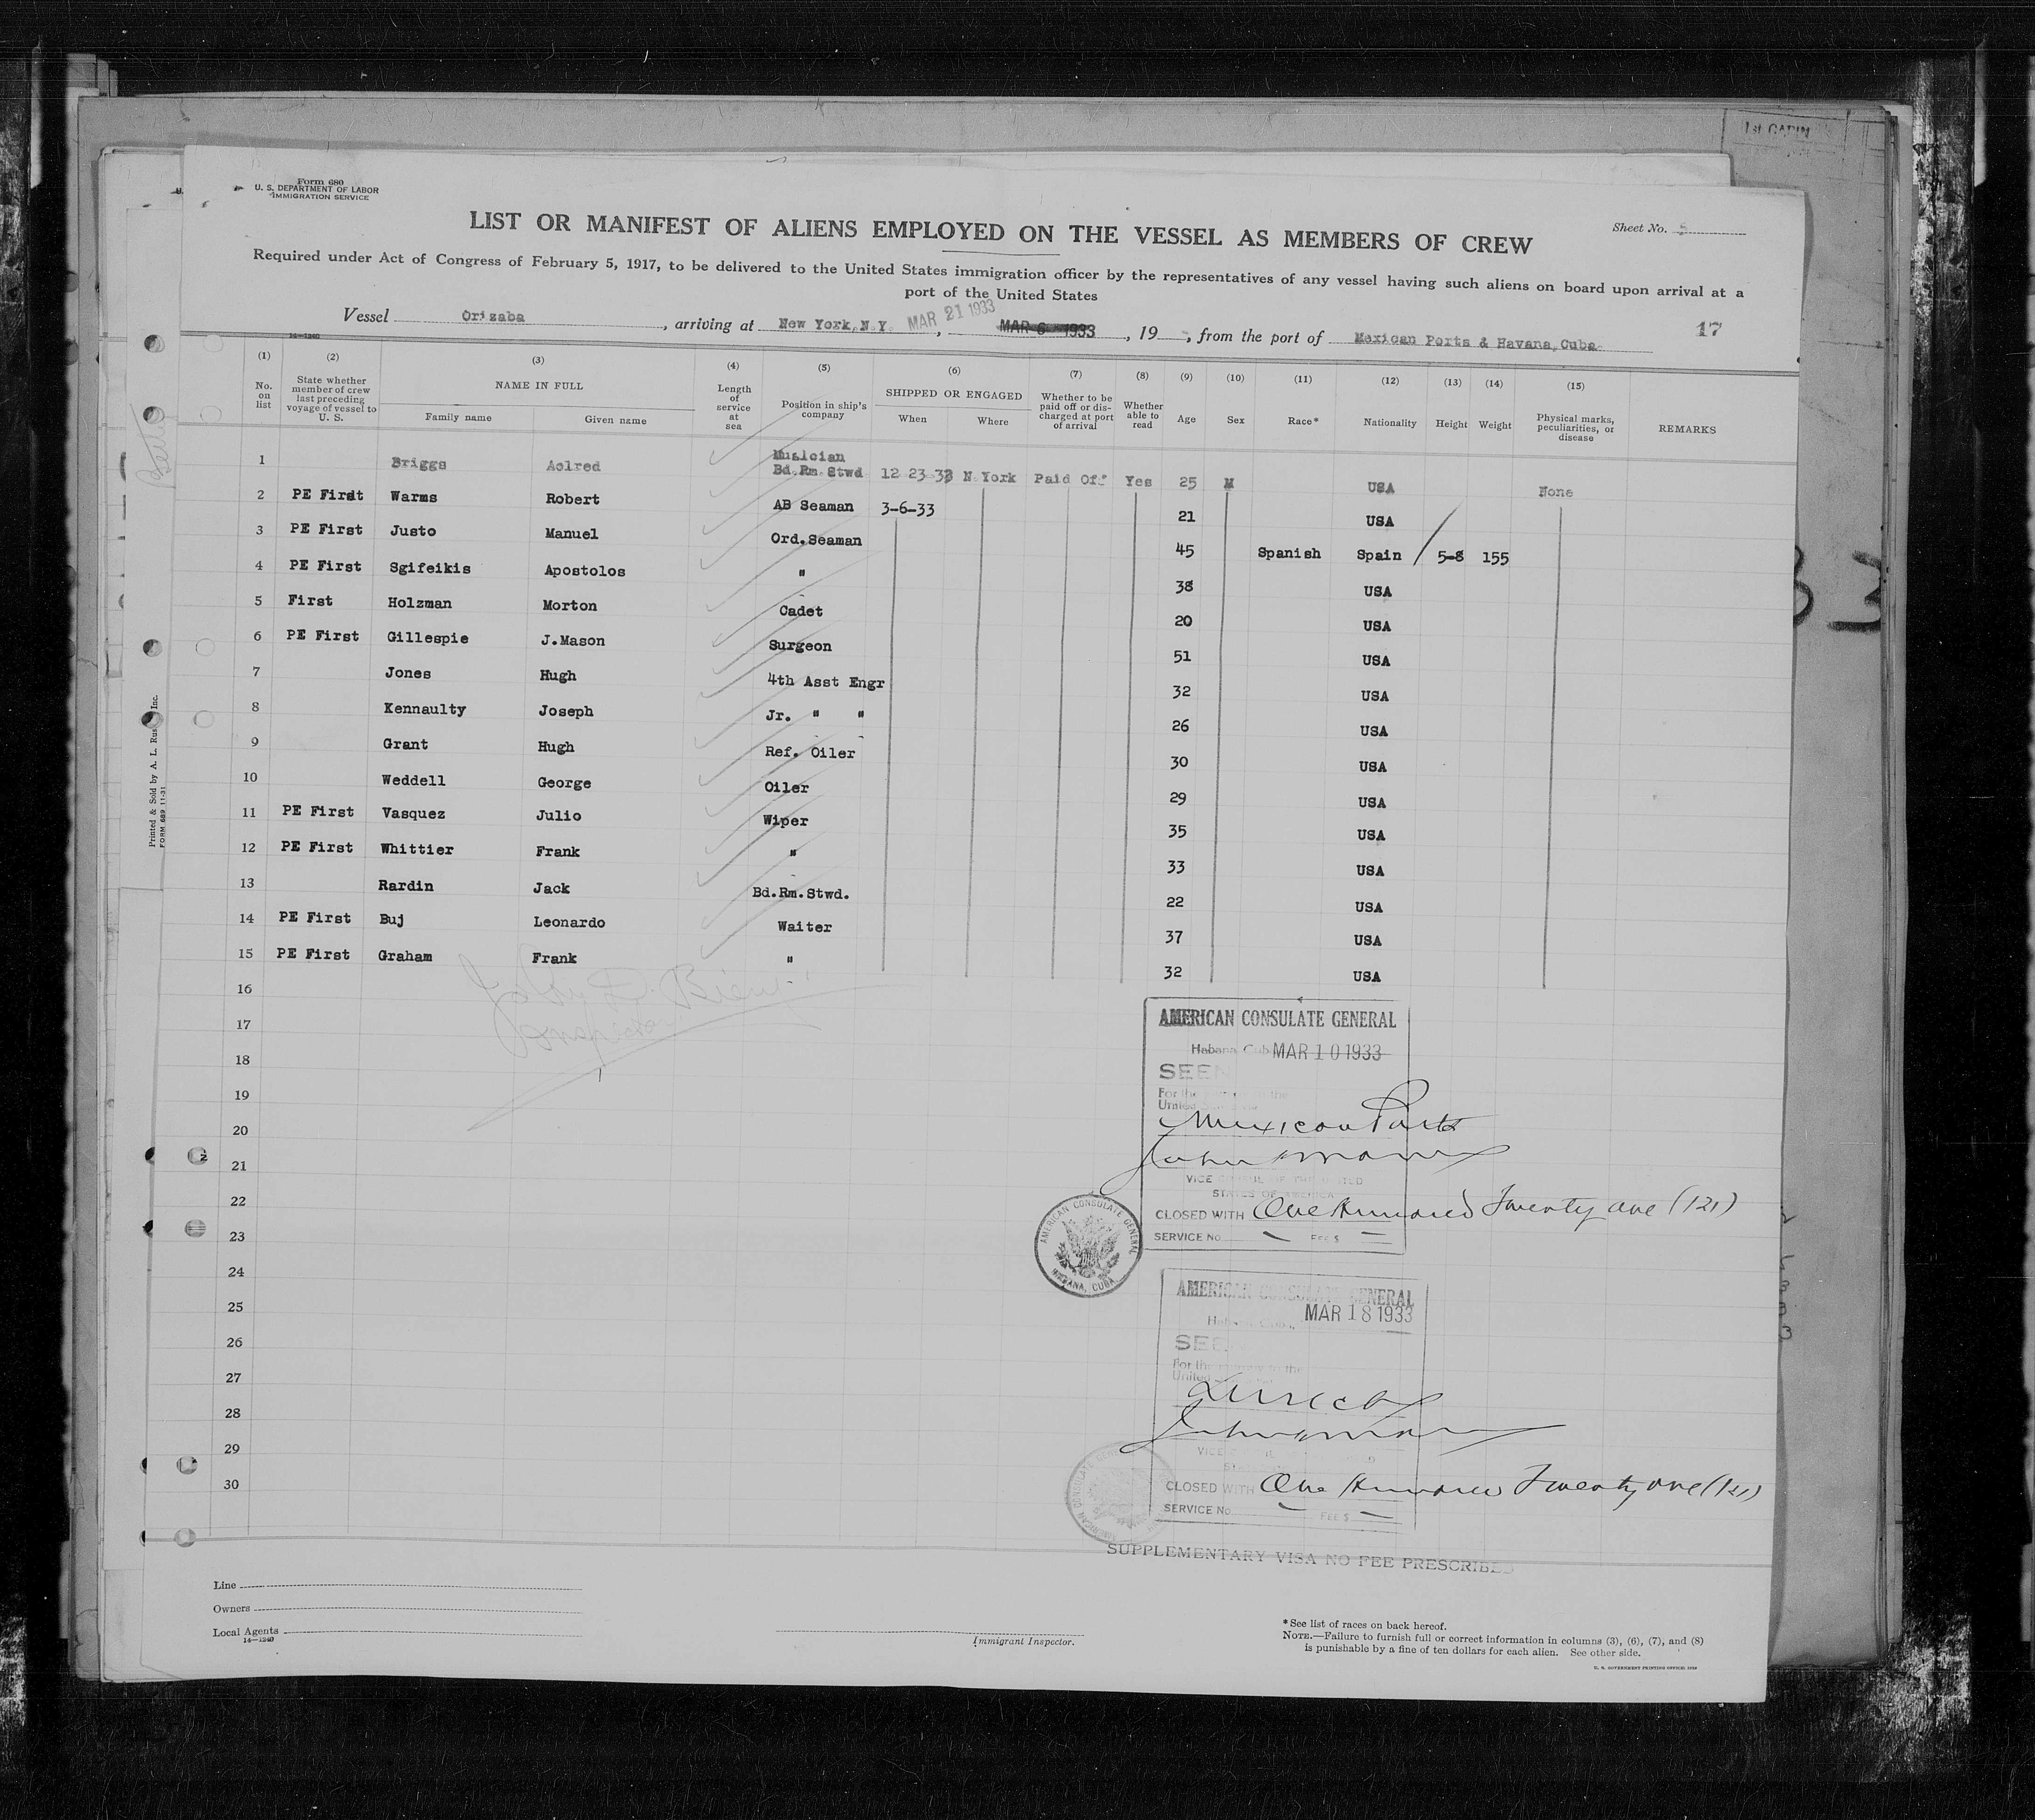 1st CABIN
Form 680
U. S. DEPARTMENT OF LABOR
IMMIGRATION SERVICE
LIST OR MANIFEST OF ALIENS EMPLOYED ON THE VESSEL AS MEMBERS OF CREW
Sheet No. 5
Required under Act of Congress of February 5, 1917, to be delivered to the United States immigration officer by the representatives of any vessel having such aliens on board upon arrival at a
port of the United States
Vessel Orizaba, arriving at New York, N.Y. MAR 21 1933, MAR 6 1933, 19 , from the port of Mexican Ports & Havana, Cuba
17
14-1240
(1) (2) (3) (4) (5) (6) (7) (8) (9) (10) (11) (12) (13) (14) (15)
No. on list
State whether member of crew last preceding voyage of vessel to U. S.
NAME IN FULL
Family name
Given name
Length of service at sea
Position in ship's company
SHIPPED OR ENGAGED
When
Where
Whether to be paid off or discharged at port of arrival
Whether able to read
Age
Sex
Race*
Nationality
Height
Weight
Physical marks, peculiarities, or disease
REMARKS
1 Briggs Aelred Musician Bd.Rm.Stwd 12 23-32 N York Paid Off Yes 25 M USA None
2 PE First Warms Robert AB Seaman 3-6-33 21 USA
3 PE First Justo Manuel Ord.Seaman 45 Spanish Spain 5-8 155
4 PE First Sgifeikis Apostolos " 38 USA
5 First Holzman Morton Cadet 20 USA
6 PE First Gillespie J.Mason Surgeon 51 USA
7 Jones Hugh 4th Asst Engr 32 USA
8 Kennaulty Joseph Jr. " " 26 USA
9 Grant Hugh Ref. Oiler 30 USA
10 Weddell George Oiler 29 USA
11 PE First Vasquez Julio Wiper 35 USA
12 PE First Whittier Frank " 33 USA
13 Rardin Jack Bd.Rm.Stwd. 22 USA
14 PE First Buj Leonardo Waiter 37 USA
15 PE First Graham Frank " 32 USA
16
17
18
19
20
21
22
23
24
25
26
27
28
29
30
AMERICAN CONSULATE GENERAL
Habana Cuba MAR 10 1933
SEEN
For the
United
Mexican Ports
VICE CONSUL OF THE UNITED
STATES OF AMERICA
CLOSED WITH One Hundred Twenty one (121)
SERVICE No. FEE $
AMERICAN CONSULATE GENERAL
HABANA, CUBA
AMERICAN CONSULATE GENERAL
MAR 18 1933
SEEN
For the journey to the
United
Direct
VICE
CLOSED WITH One Hundred Twenty one (121)
SERVICE No. FEE $
SUPPLEMENTARY VISA NO FEE PRESCRIBED
Printed & Sold by A. L. Rus Inc.
FORM 689 11-31
Line
Owners
Local Agents
14-1240
Immigrant Inspector.
*See list of races on back hereof.
NOTE.—Failure to furnish full or correct information in columns (3), (6), (7), and (8)
is punishable by a fine of ten dollars for each alien. See other side.